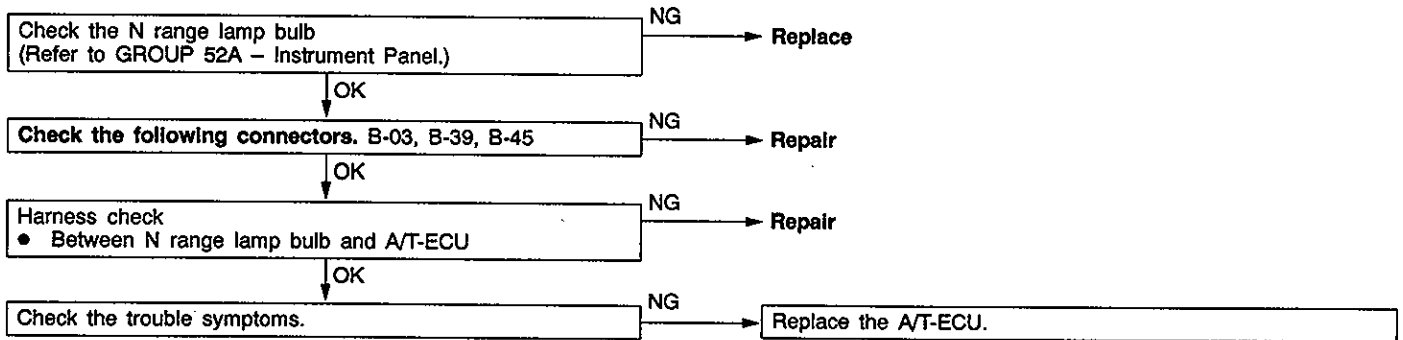 Check the N range lamp bulb
(Refer to GROUP 52A – Instrument Panel.)
NG
Replace
OK
Check the following connectors. B-03, B-39, B-45
NG
Repair
OK
Harness check
● Between N range lamp bulb and A/T-ECU
NG
Repair
OK
Check the trouble symptoms.
NG
Replace the A/T-ECU.